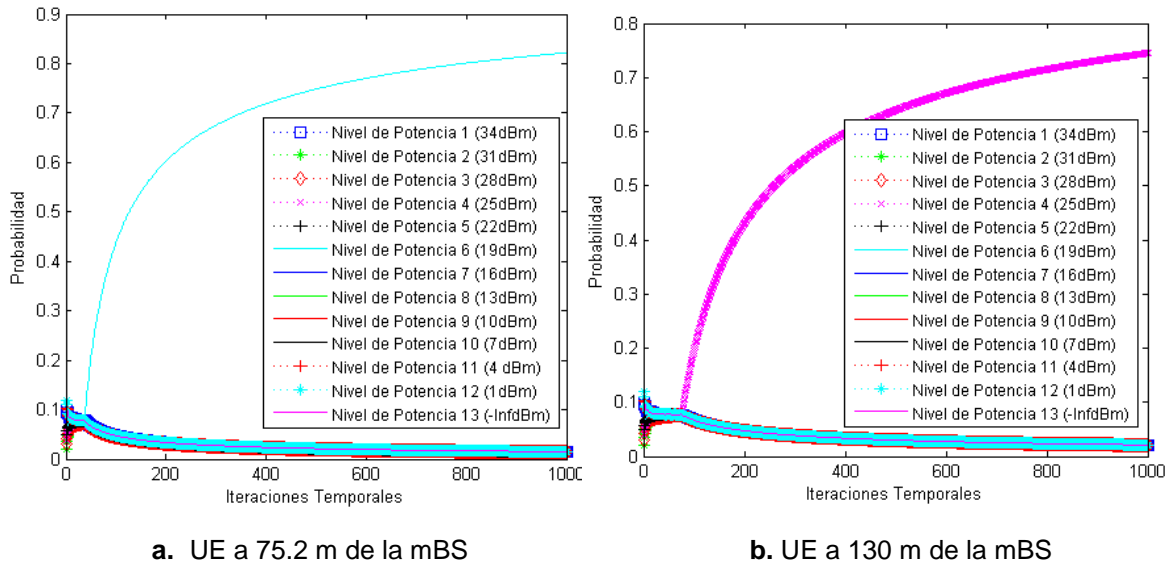 0.9
0.8
0.7
0.6
0.5
0.4
0.3
0.2
0.1
0
Probabilidad
Nivel de Potencia 1 (34dBm)
Nivel de Potencia 2 (31dBm)
Nivel de Potencia 3 (28dBm)
Nivel de Potencia 4 (25dBm)
Nivel de Potencia 5 (22dBm)
Nivel de Potencia 6 (19dBm)
Nivel de Potencia 7 (16dBm)
Nivel de Potencia 8 (13dBm)
Nivel de Potencia 9 (10dBm)
Nivel de Potencia 10 (7dBm)
Nivel de Potencia 11 (4 dBm)
Nivel de Potencia 12 (1dBm)
Nivel de Potencia 13 (-InfdBm)
0 200 400 600 800 1000
Iteraciones Temporales
a. UE a 75.2 m de la mBS
0.8
0.7
0.6
0.5
0.4
0.3
0.2
0.1
0
Probabilidad
Nivel de Potencia 1 (34dBm)
Nivel de Potencia 2 (31dBm)
Nivel de Potencia 3 (28dBm)
Nivel de Potencia 4 (25dBm)
Nivel de Potencia 5 (22dBm)
Nivel de Potencia 6 (19dBm)
Nivel de Potencia 7 (16dBm)
Nivel de Potencia 8 (13dBm)
Nivel de Potencia 9 (10dBm)
Nivel de Potencia 10 (7dBm)
Nivel de Potencia 11 (4dBm)
Nivel de Potencia 12 (1dBm)
Nivel de Potencia 13 (-InfdBm)
0 200 400 600 800 1000
Iteraciones Temporales
b. UE a 130 m de la mBS